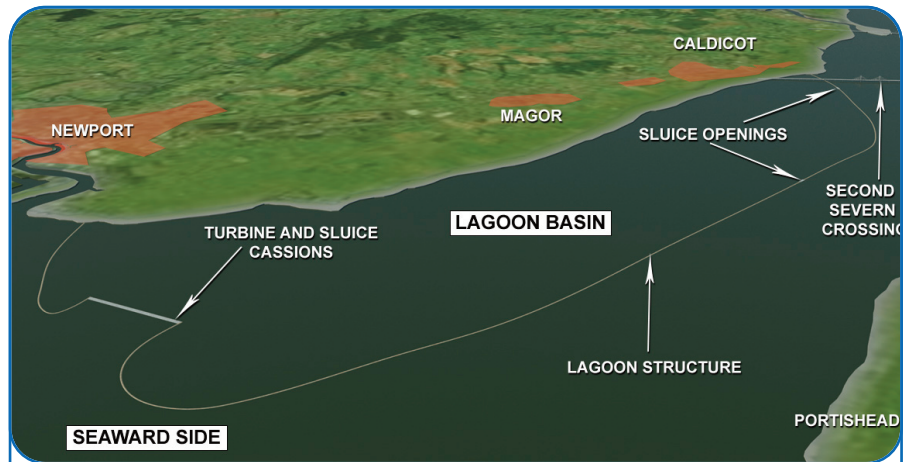 CALDICOT
MAGOR
NEWPORT
SLUICE OPENINGS
SECOND
SEVERN
CROSSING
LAGOON BASIN
TURBINE AND SLUICE
CASSIONS
LAGOON STRUCTURE
PORTISHEAD
SEAWARD SIDE